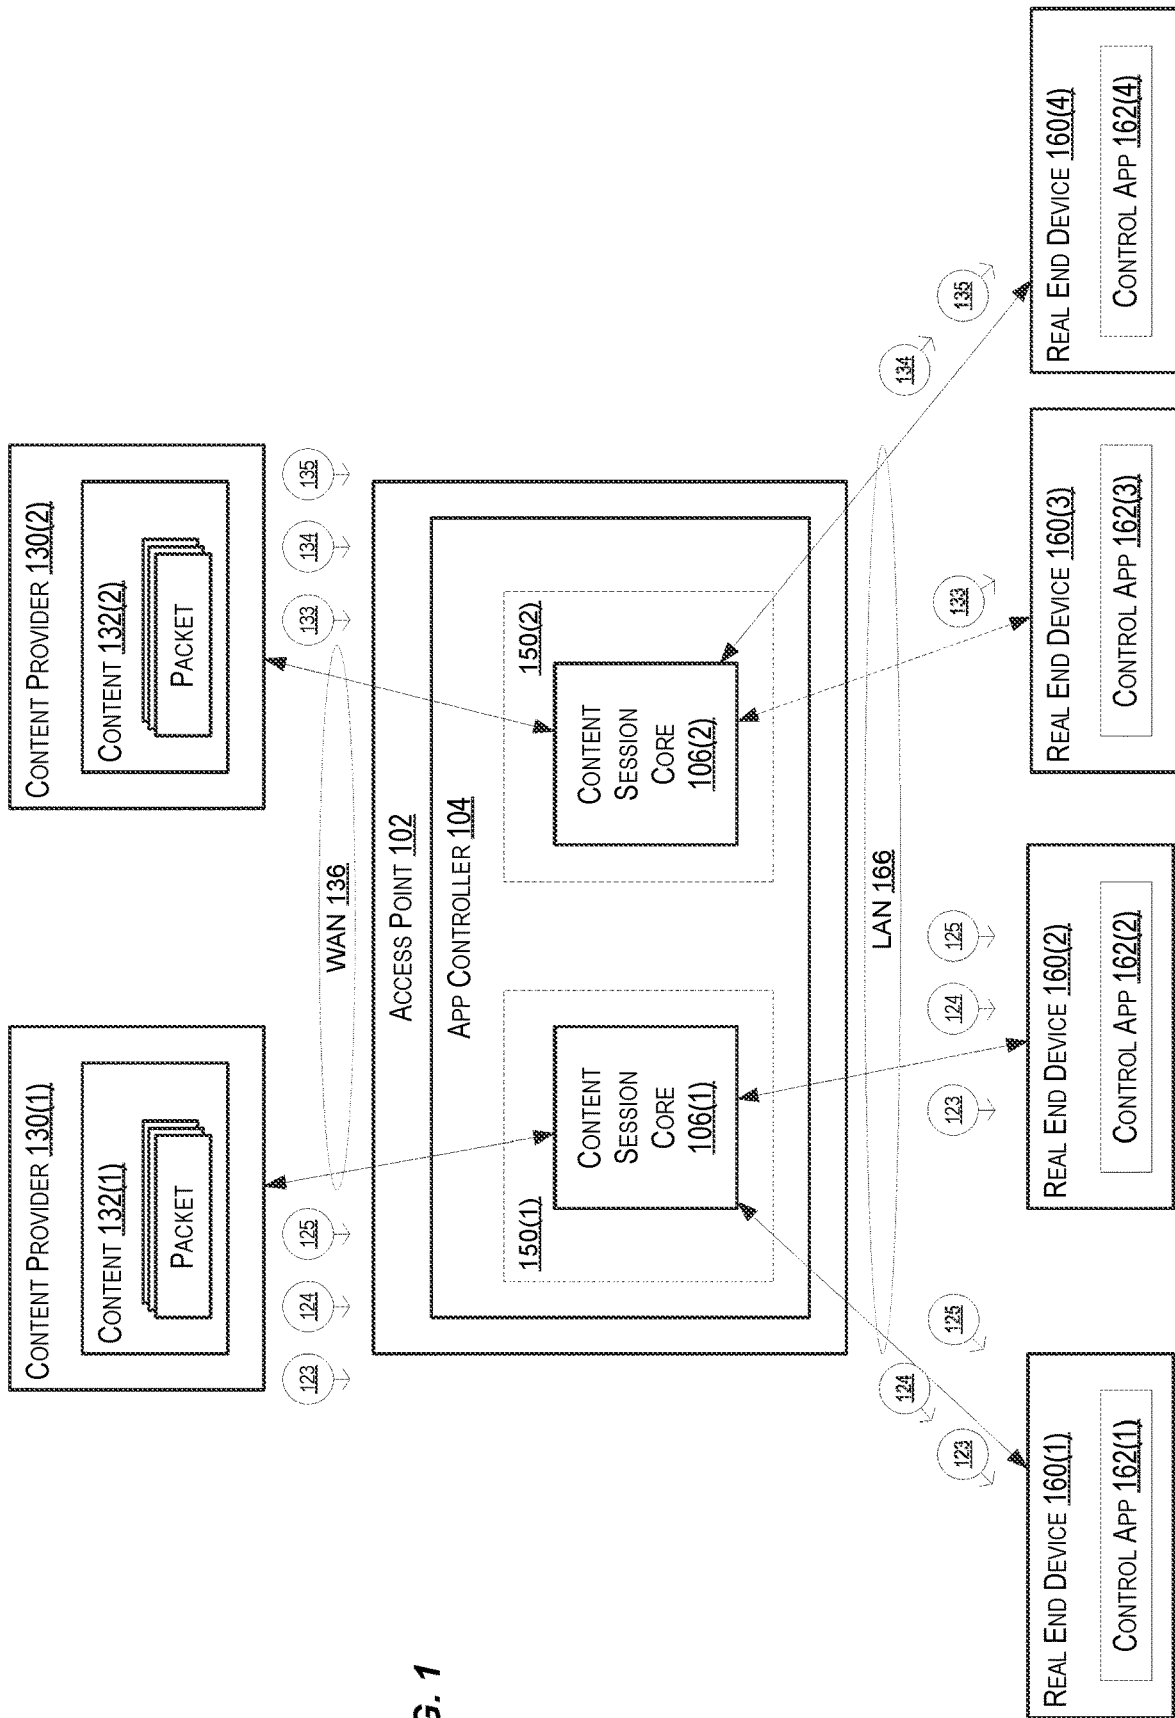 CONTENT PROVIDER 130(1)
CONTENT 132(1)
PACKET
CONTENT PROVIDER 130(2)
CONTENT 132(2)
PACKET
123
124
125
WAN 136
133
134
135
ACCESS POINT 102
APP CONTROLLER 104
150(1)
CONTENT
SESSION
CORE
106(1)
150(2)
CONTENT
SESSION
CORE
106(2)
LAN 166
123
124
125
123
124
125
133
134
135
REAL END DEVICE 160(1)
CONTROL APP 162(1)
REAL END DEVICE 160(2)
CONTROL APP 162(2)
REAL END DEVICE 160(3)
CONTROL APP 162(3)
REAL END DEVICE 160(4)
CONTROL APP 162(4)
G. 1